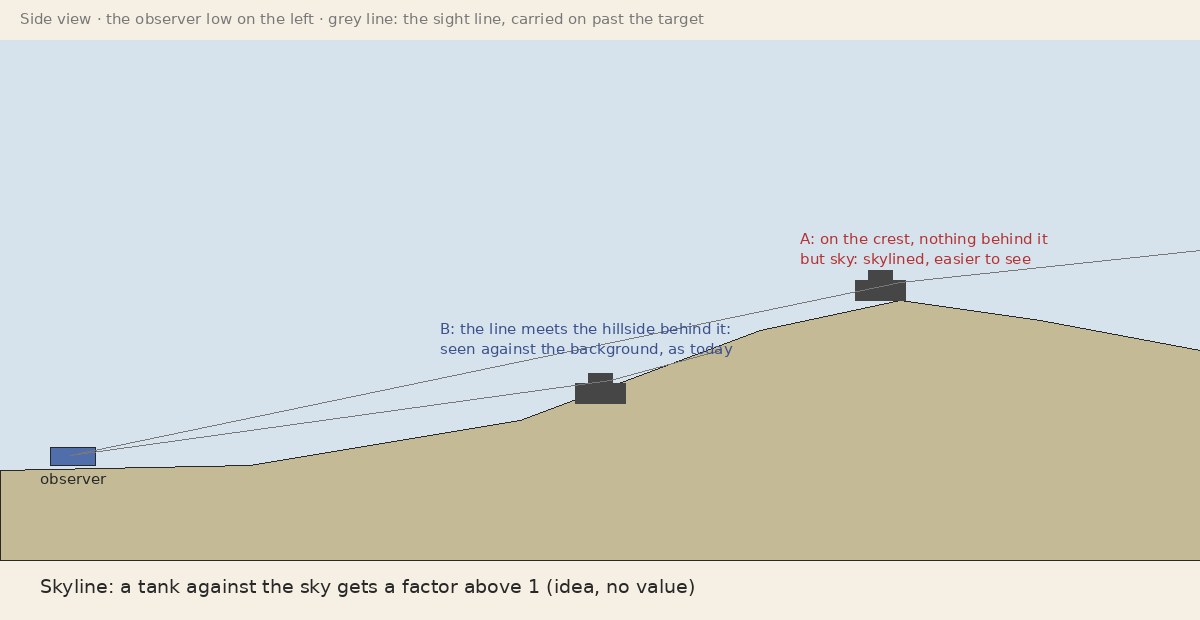 Side view · the observer low on the left · grey line: the sight line, carried on past the target
A: on the crest, nothing behind it
but sky: skylined, easier to see
B: the line meets the hillside behind it:
seen against the background, as today
observer
Skyline: a tank against the sky gets a factor above 1 (idea, no value)